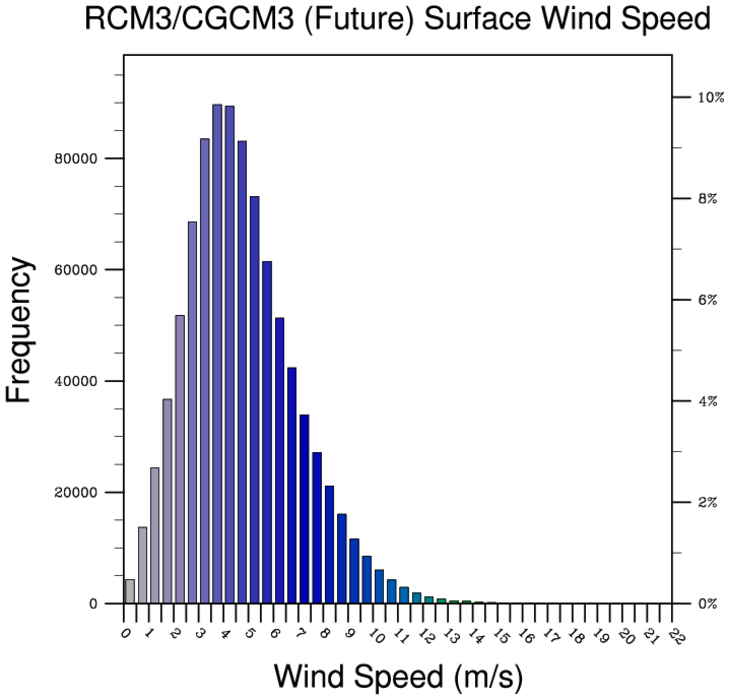 RCM3/CGCM3 (Future) Surface Wind Speed
10%
80000
8%
60000
6%
Frequency
40000
4%
20000
2%
0
0%
0 1 2 3 4 5 6 7 8 9 10 11 12 13 14 15 16 17 18 19 20 21 22
Wind Speed (m/s)